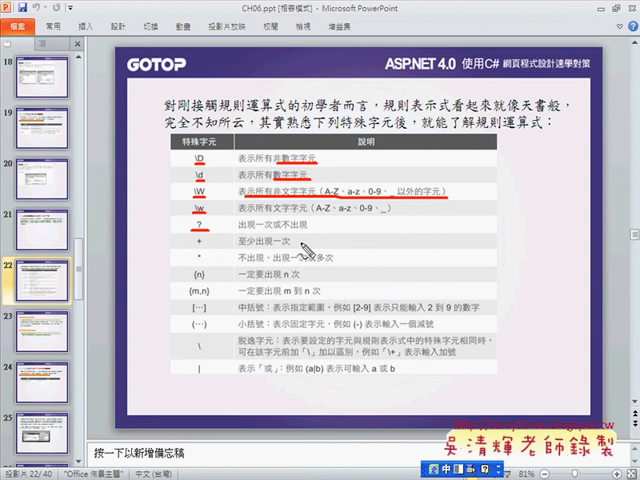 CH06.ppt [相容模式] - Microsoft PowerPoint
檔案 常用 插入 設計 切換 動畫 投影片放映 校閱 檢視 增益集
18
19
20
21
22
23
24
25
GOTOP ASP.NET 4.0 使用C# 網頁程式設計速學對策
對剛接觸規則運算式的初學者而言，規則表示式看起來就像天書般，
完全不知所云，其實熟悉下列特殊字元後，就能了解規則運算式：
特殊字元 說明
\D 表示所有非數字字元
\d 表示所有數字字元
\W 表示所有非文字字元（A-Z、a-z、0-9、_ 以外的字元）
\w 表示所有文字字元（A-Z、a-z、0-9、_）
? 出現一次或不出現
+ 至少出現一次
* 不出現、出現一次或多次
{n} 一定要出現 n 次
{m,n} 一定要出現 m 到 n 次
[…] 中括號：表示指定範圍，例如 [2-9] 表示只能輸入 2 到 9 的數字
(…) 小括號：表示固定字元，例如 (-) 表示輸入一個減號
\ 脫逸字元：表示要設定的字元與規則表示式中的特殊字元相同時，
可在該字元前加「\」加以區別，例如「\+」表示輸入加號
| 表示「或」：例如 (a|b) 表示可輸入 a 或 b
吳清輝老師錄製
按一下以新增備忘稿
投影片 22/40 "Office 佈景主題" 中文 (台灣) 81%